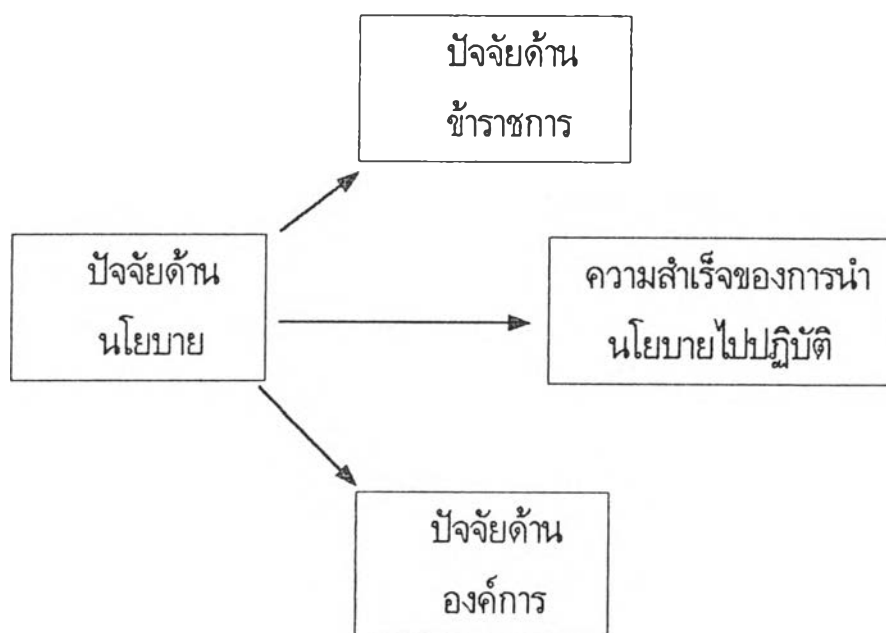 ปัจจัยด้าน
ข้าราชการ
ปัจจัยด้าน
นโยบาย
ความสำเร็จของการนำ
นโยบายไปปฏิบัติ
ปัจจัยด้าน
องค์การ